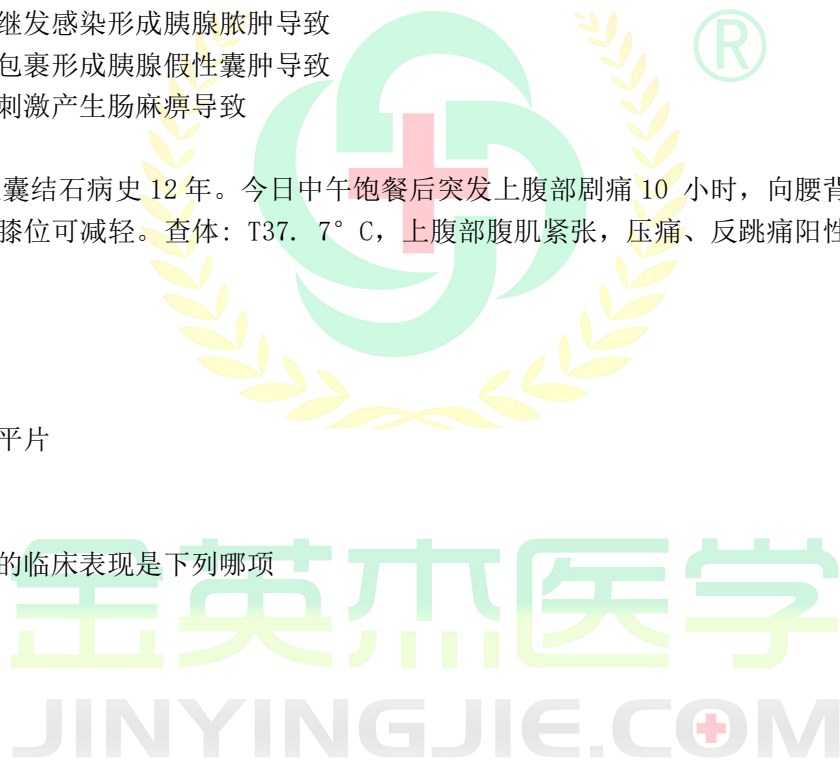 继发感染形成胰腺脓肿导致
®
包裹形成胰腺假性囊肿导致
刺激产生肠麻痹导致
囊结石病史 12 年。今日中午饱餐后突发上腹部剧痛 10 小时，向腰背
膝位可减轻。查体: T37. 7° C，上腹部腹肌紧张，压痛、反跳痛阳性
平片
的临床表现是下列哪项
金英杰医学
JINYINGJIE.COM